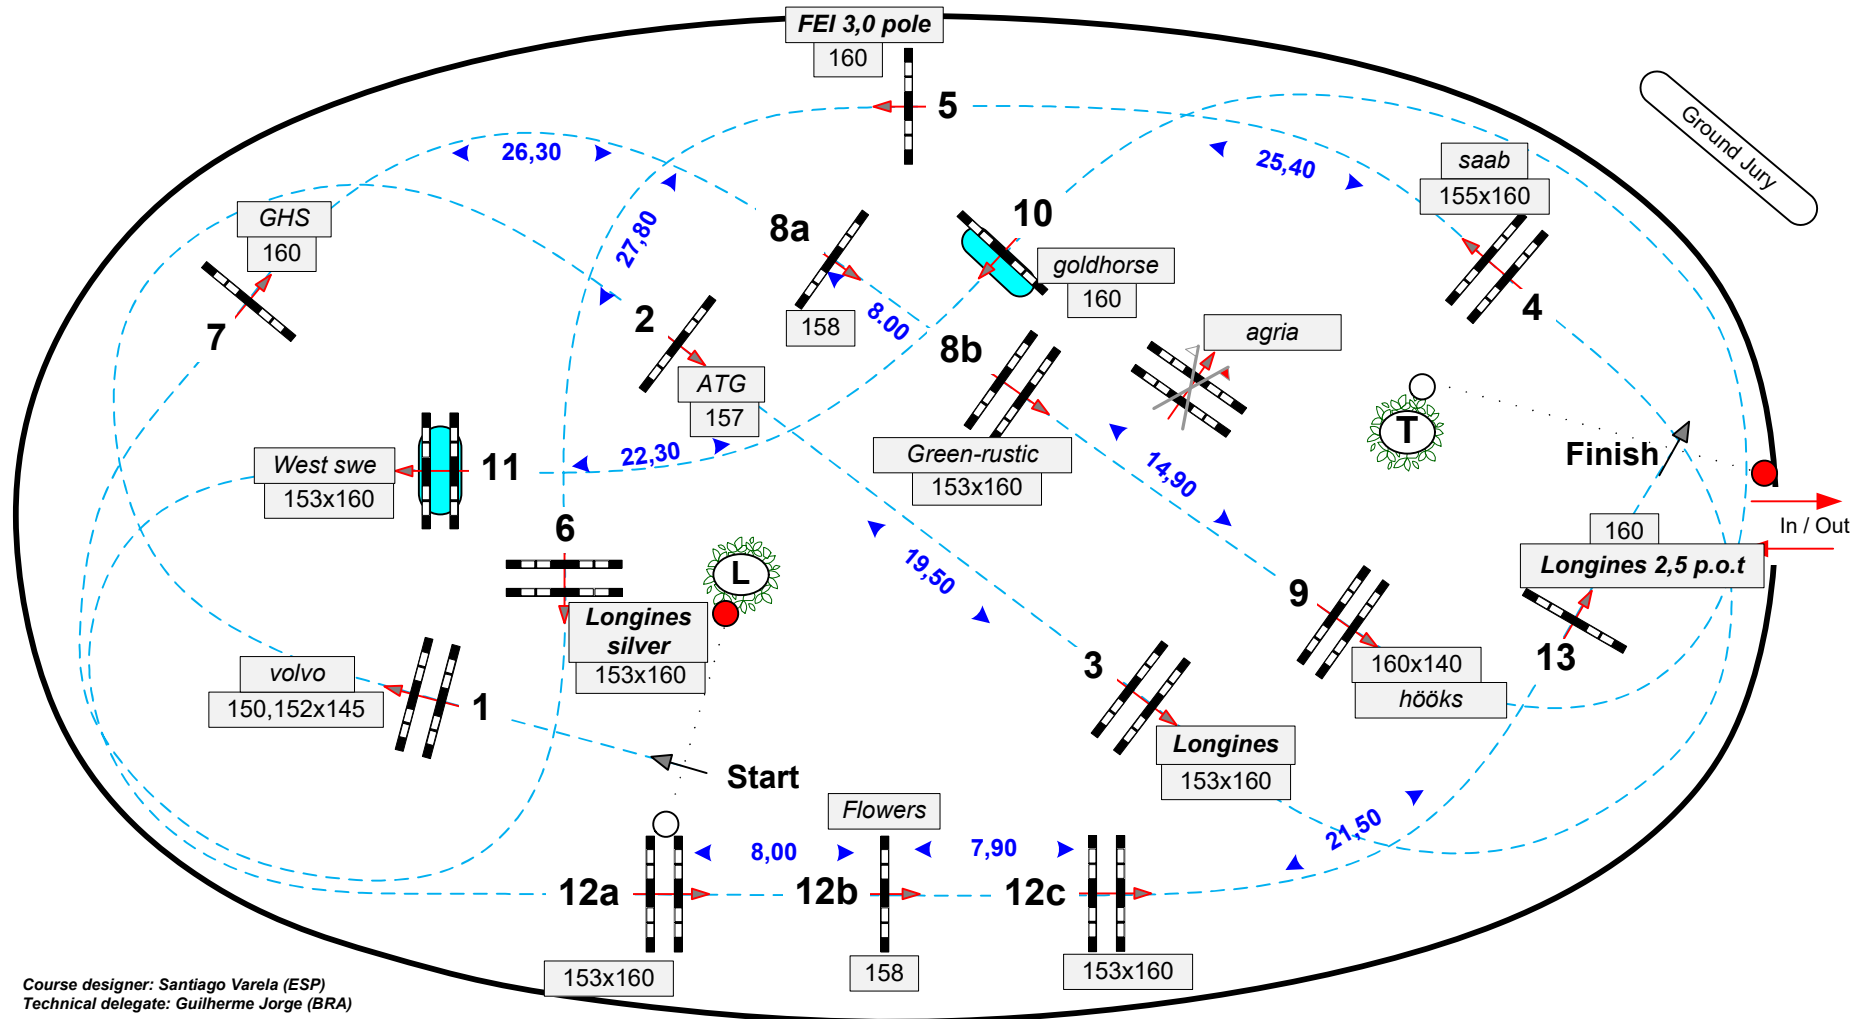 FEI 3,0 pole
160
5
Ground Jury
26,30
25,40
saab
155x160
GHS
160
27,80
8a
10
goldhorse
160
7
2
158
8.00
4
8b
agria
ATG
157
T
Finish
West swe
153x160
11
22,30
Green-rustic
153x160
14,90
In / Out
6
160
Longines 2,5 p.o.t
19,50
L
9
Longines
silver
153x160
volvo
150,152x145
1
3
160x140
hööks
13
Start
Longines
153x160
Flowers
21,50
8,00
7,90
12a
12b
12c
153x160
158
153x160
Course designer: Santiago Varela (ESP)
Technical delegate: Guilherme Jorge (BRA)